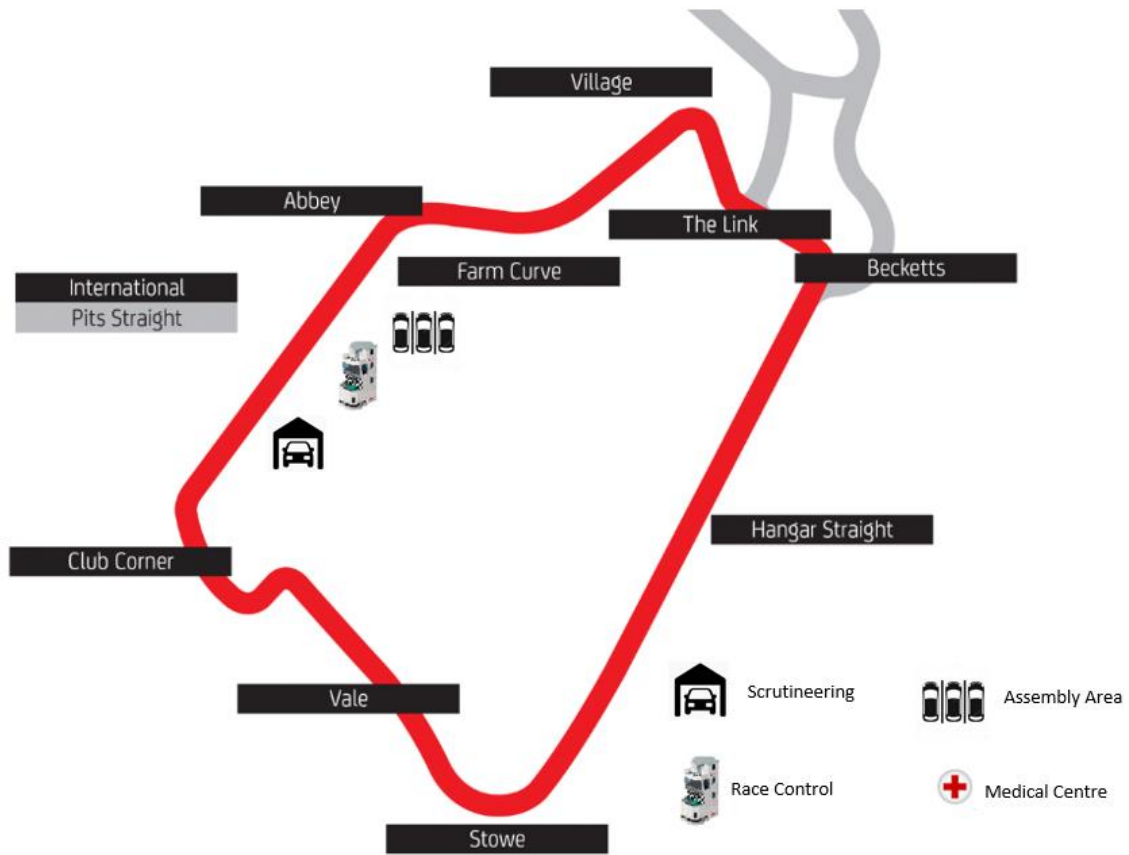 Village
Abbey
The Link
Farm Curve
Becketts
International
Pits Straight
Hangar Straight
Club Corner
Vale
Scrutineering
Assembly Area
Race Control
Medical Centre
Stowe